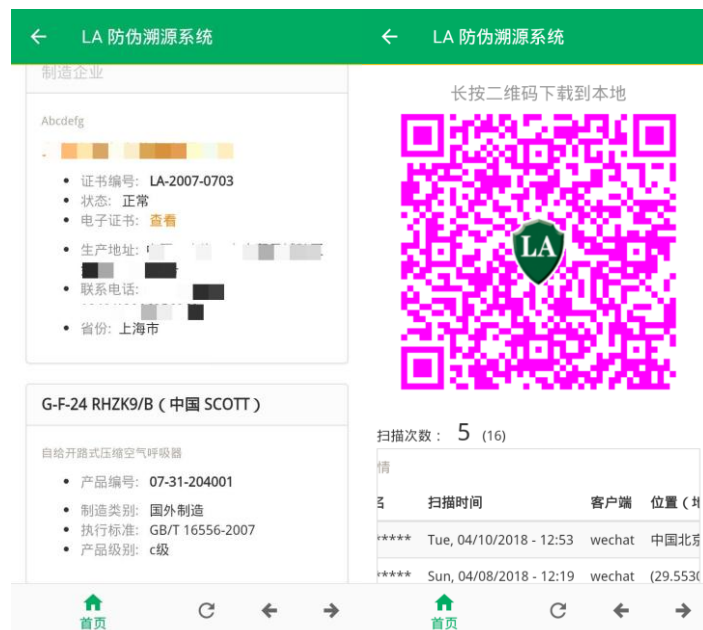 LA 防伪溯源系统
制造企业
Abcdefg
证书编号: LA-2007-0703
状态: 正常
电子证书: 查看
生产地址:
联系电话:
省份: 上海市
G-F-24 RHZK9/B ( 中国 SCOTT )
自给开路式压缩空气呼吸器
产品编号: 07-31-204001
制造类别: 国外制造
执行标准: GB/T 16556-2007
产品级别: c级
首页
LA 防伪溯源系统
长按二维码下载到本地
LA
扫描次数 : 5 (16)
情
名 扫描时间 客户端 位置 (
***** Tue, 04/10/2018 - 12:53 wechat 中国北京
***** Sun, 04/08/2018 - 12:19 wechat (29.5530
首页